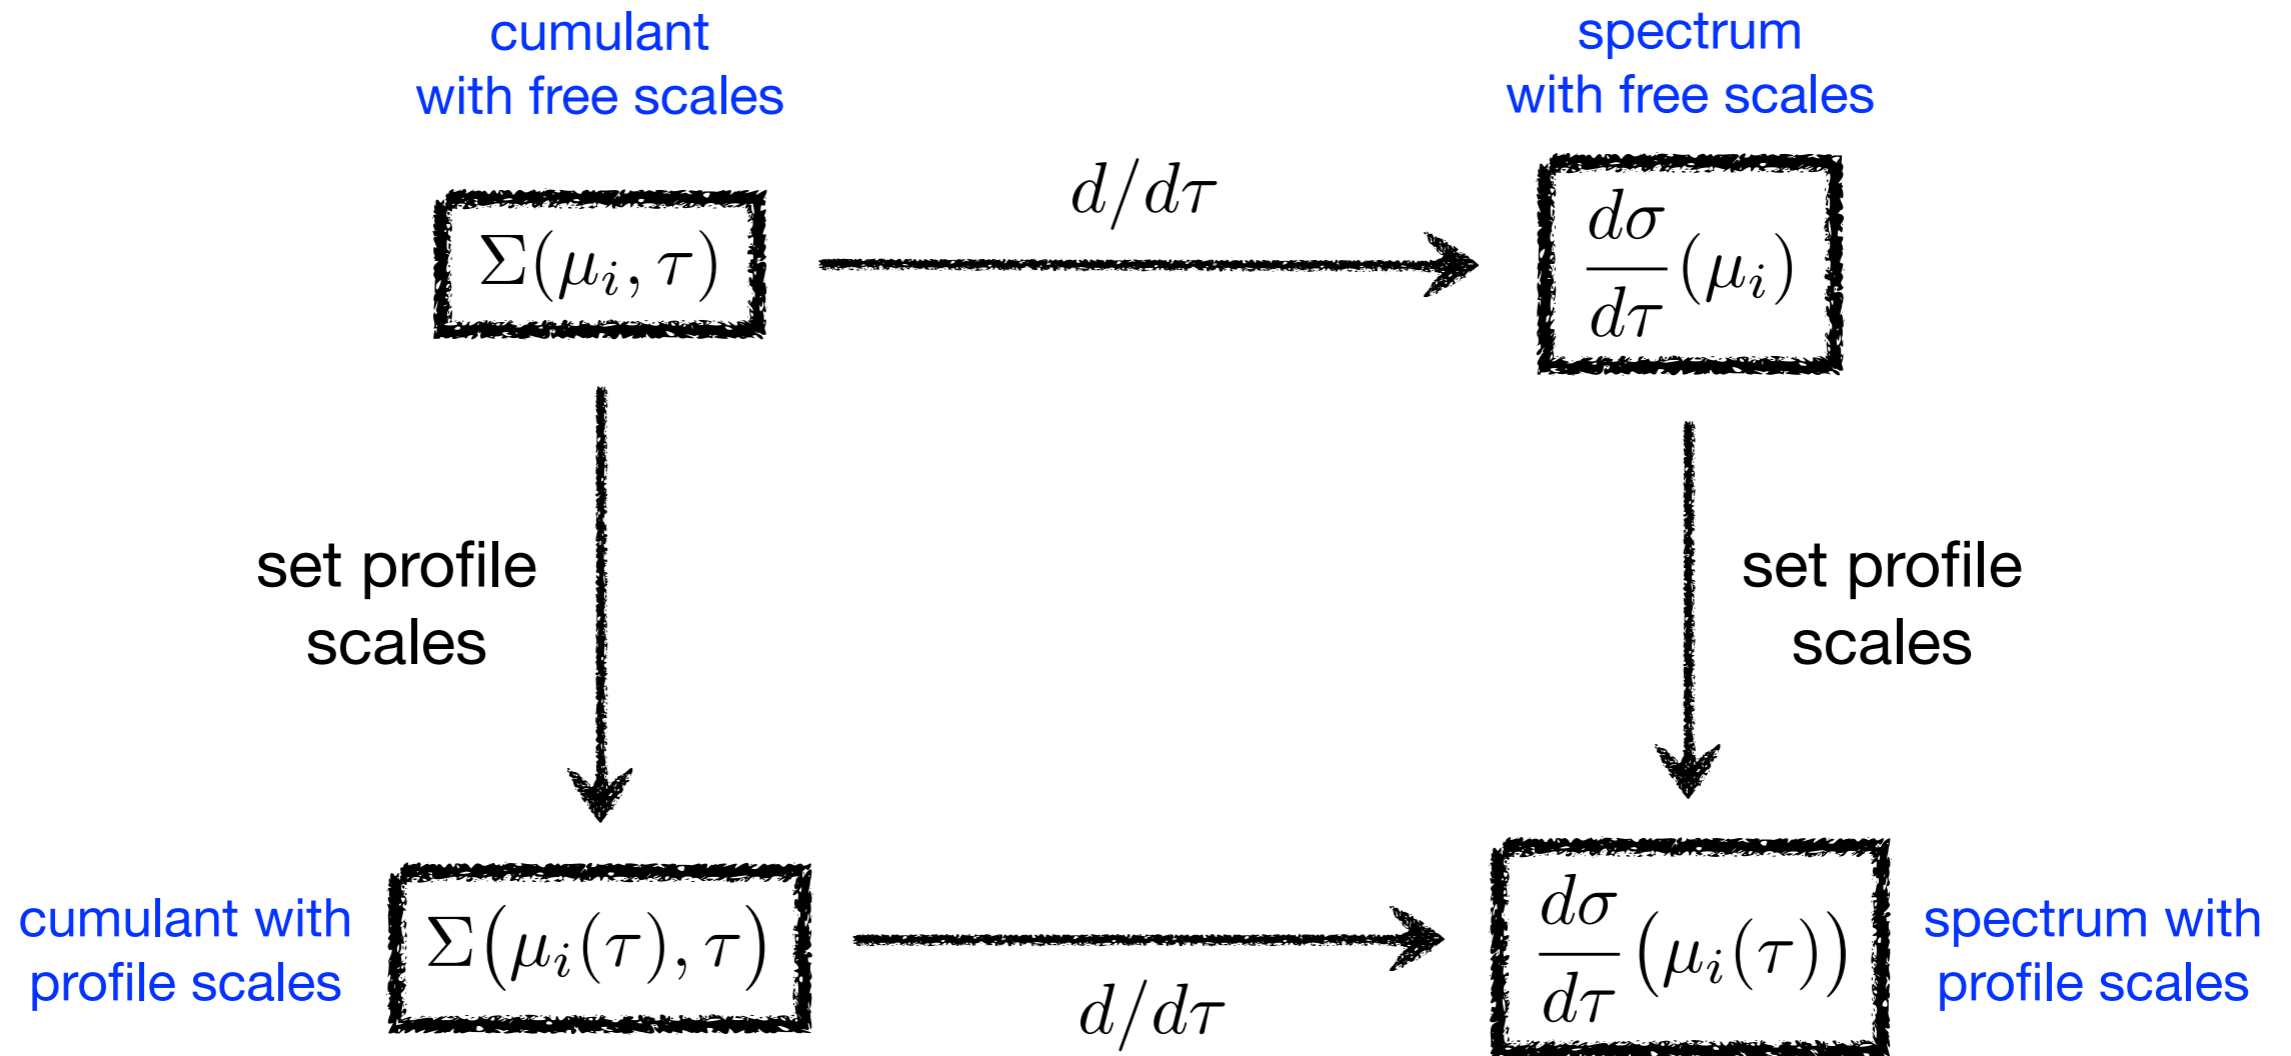 cumulant
with free scales
spectrum
with free scales
d/dτ
Σ(μ_i, τ)
dσ/dτ (μ_i)
set profile
scales
set profile
scales
cumulant with
profile scales
Σ(μ_i(τ), τ)
d/dτ
dσ/dτ (μ_i(τ))
spectrum with
profile scales